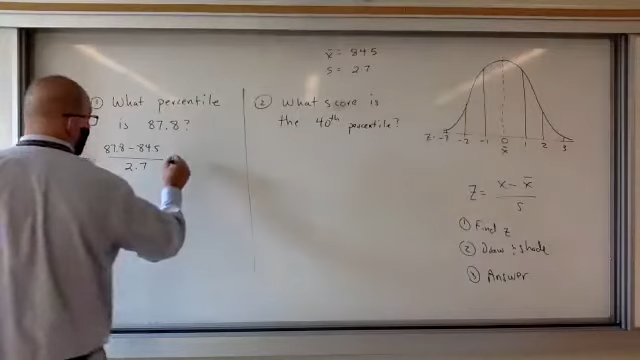 x̄ = 84.5
s = 2.7
① What percentile
is 87.8?
87.8 - 84.5
2.7
② What score is
the 40th percentile?
z: -3 -2 -1 0 1 2 3
x̄
z = x - x̄
s
① Find z
② Draw & shade
③ Answer